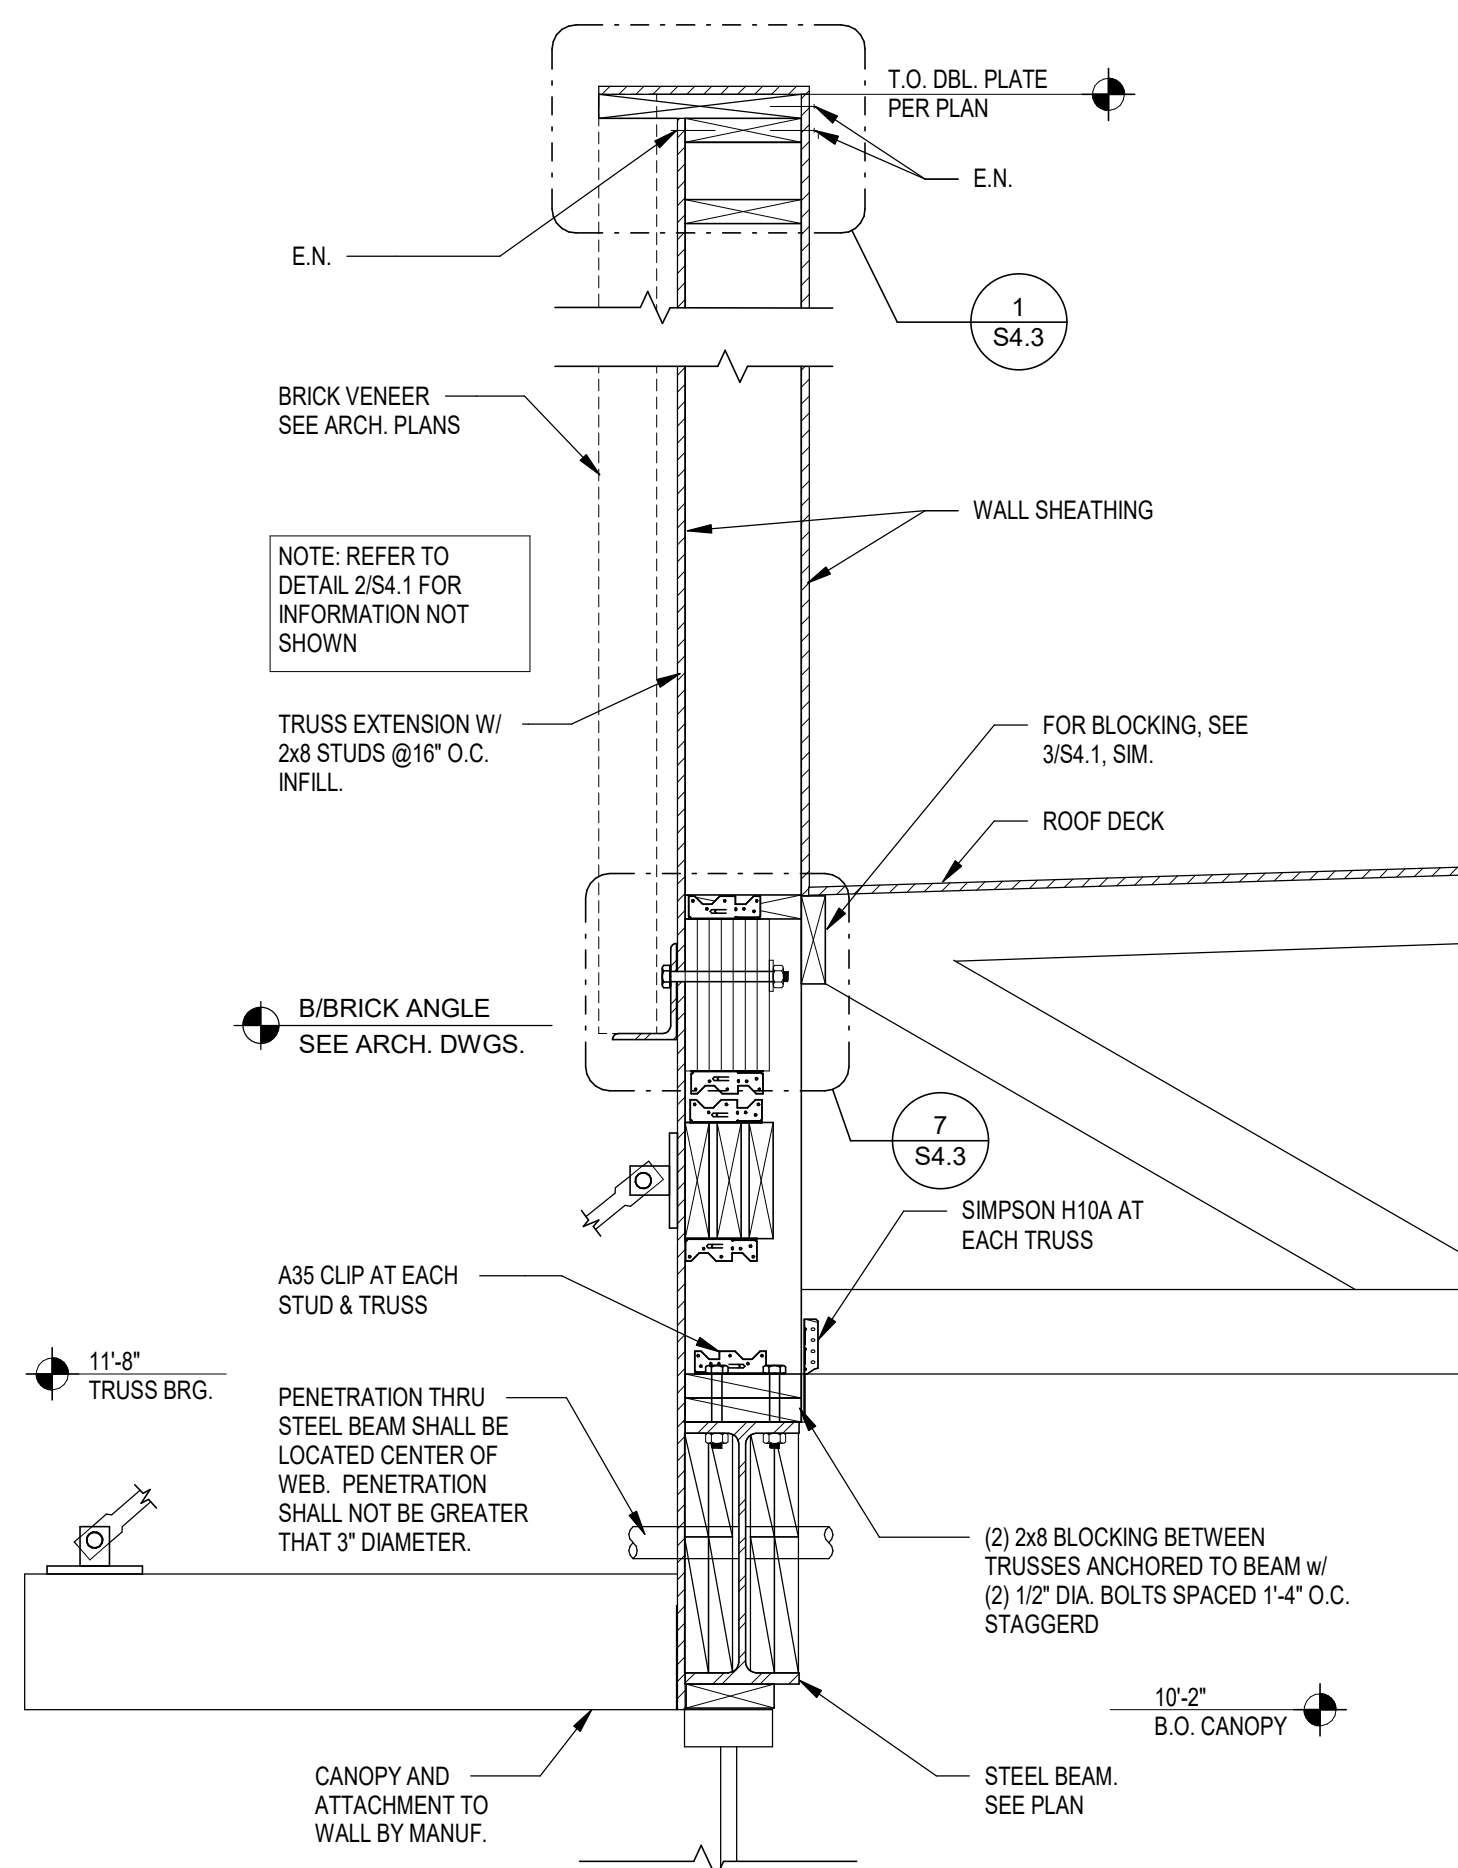 T.O. DBL. PLATE
PER PLAN
E.N.
E.N.
1
S4.3
BRICK VENEER
SEE ARCH. PLANS
WALL SHEATHING
NOTE: REFER TO
DETAIL 2/S4.1 FOR
INFORMATION NOT
SHOWN
TRUSS EXTENSION W/
2x8 STUDS @16" O.C.
INFILL.
FOR BLOCKING, SEE
3/S4.1, SIM.
ROOF DECK
B/BRICK ANGLE
SEE ARCH. DWGS.
7
S4.3
SIMPSON H10A AT
EACH TRUSS
A35 CLIP AT EACH
STUD & TRUSS
11'-8"
TRUSS BRG.
PENETRATION THRU
STEEL BEAM SHALL BE
LOCATED CENTER OF
WEB. PENETRATION
SHALL NOT BE GREATER
THAT 3" DIAMETER.
(2) 2x8 BLOCKING BETWEEN
TRUSSES ANCHORED TO BEAM w/
(2) 1/2" DIA. BOLTS SPACED 1'-4" O.C.
STAGGERD
10'-2"
B.O. CANOPY
CANOPY AND
ATTACHMENT TO
WALL BY MANUF.
STEEL BEAM.
SEE PLAN